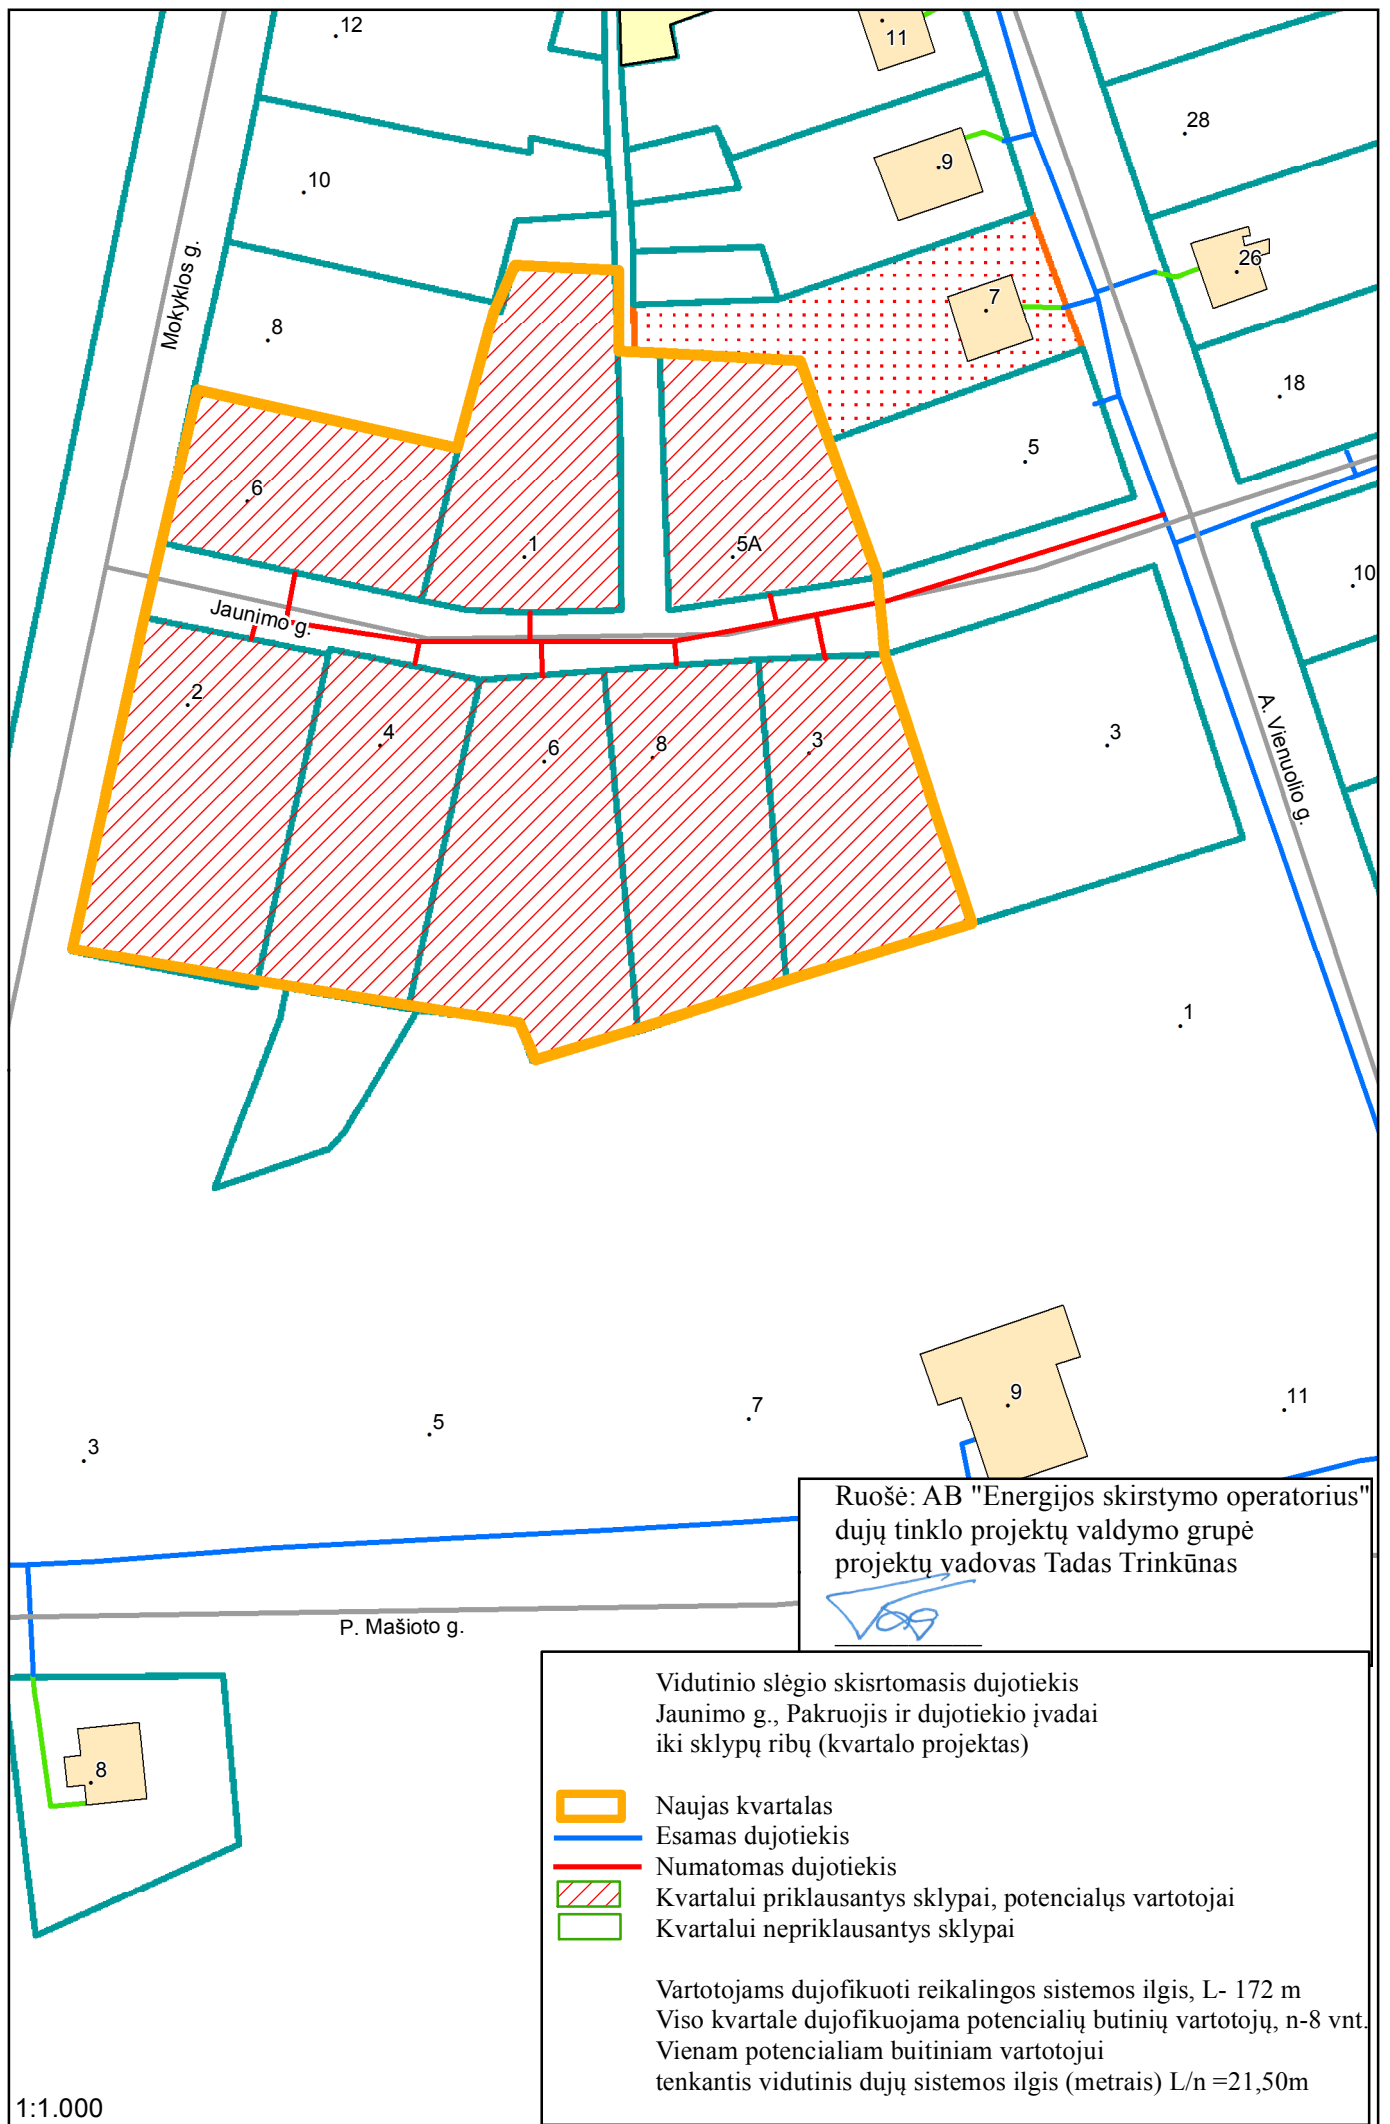 12
11
28
9
10
Mokyklos g.
26
7
8
18
5
6
1
5A
10
Jaunimo g.
2
4
6
8
3
3
A. Vienuolio g.
1
9
11
7
5
3
Ruošė: AB "Energijos skirstymo operatorius"
dujų tinklo projektų valdymo grupė
projektų vadovas Tadas Trinkūnas
P. Mašioto g.
8
Vidutinio slėgio skisrtomasis dujotiekis
Jaunimo g., Pakruojis ir dujotiekio įvadai
iki sklypų ribų (kvartalo projektas)
Naujas kvartalas
Esamas dujotiekis
Numatomas dujotiekis
Kvartalui priklausantys sklypai, potencialųs vartotojai
Kvartalui nepriklausantys sklypai
Vartotojams dujofikuoti reikalingos sistemos ilgis, L- 172 m
Viso kvartale dujofikuojama potencialių butinių vartotojų, n-8 vnt.
Vienam potencialiam buitiniam vartotojui
tenkantis vidutinis dujų sistemos ilgis (metrais) L/n =21,50m
1:1.000